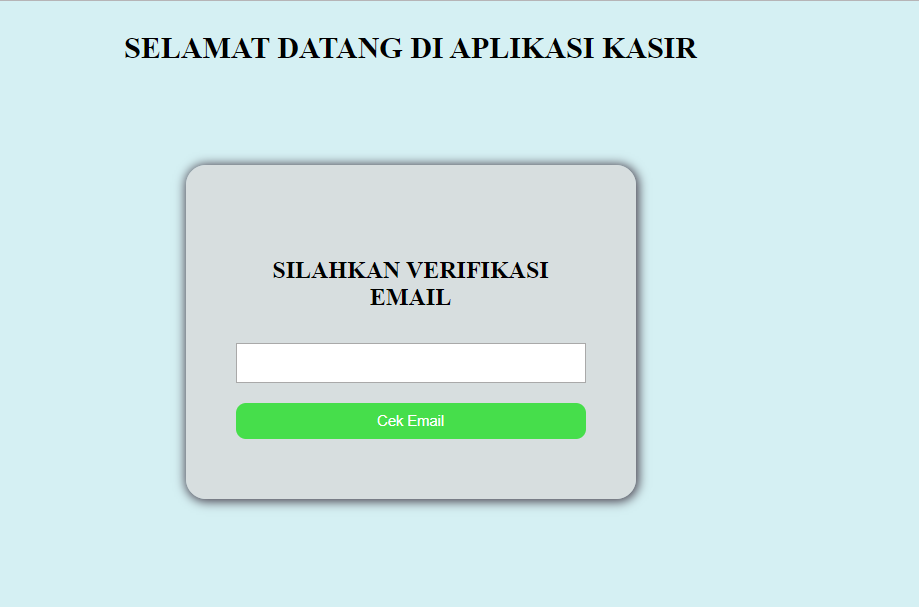 SELAMAT DATANG DI APLIKASI KASIR
SILAHKAN VERIFIKASI
EMAIL
Cek Email